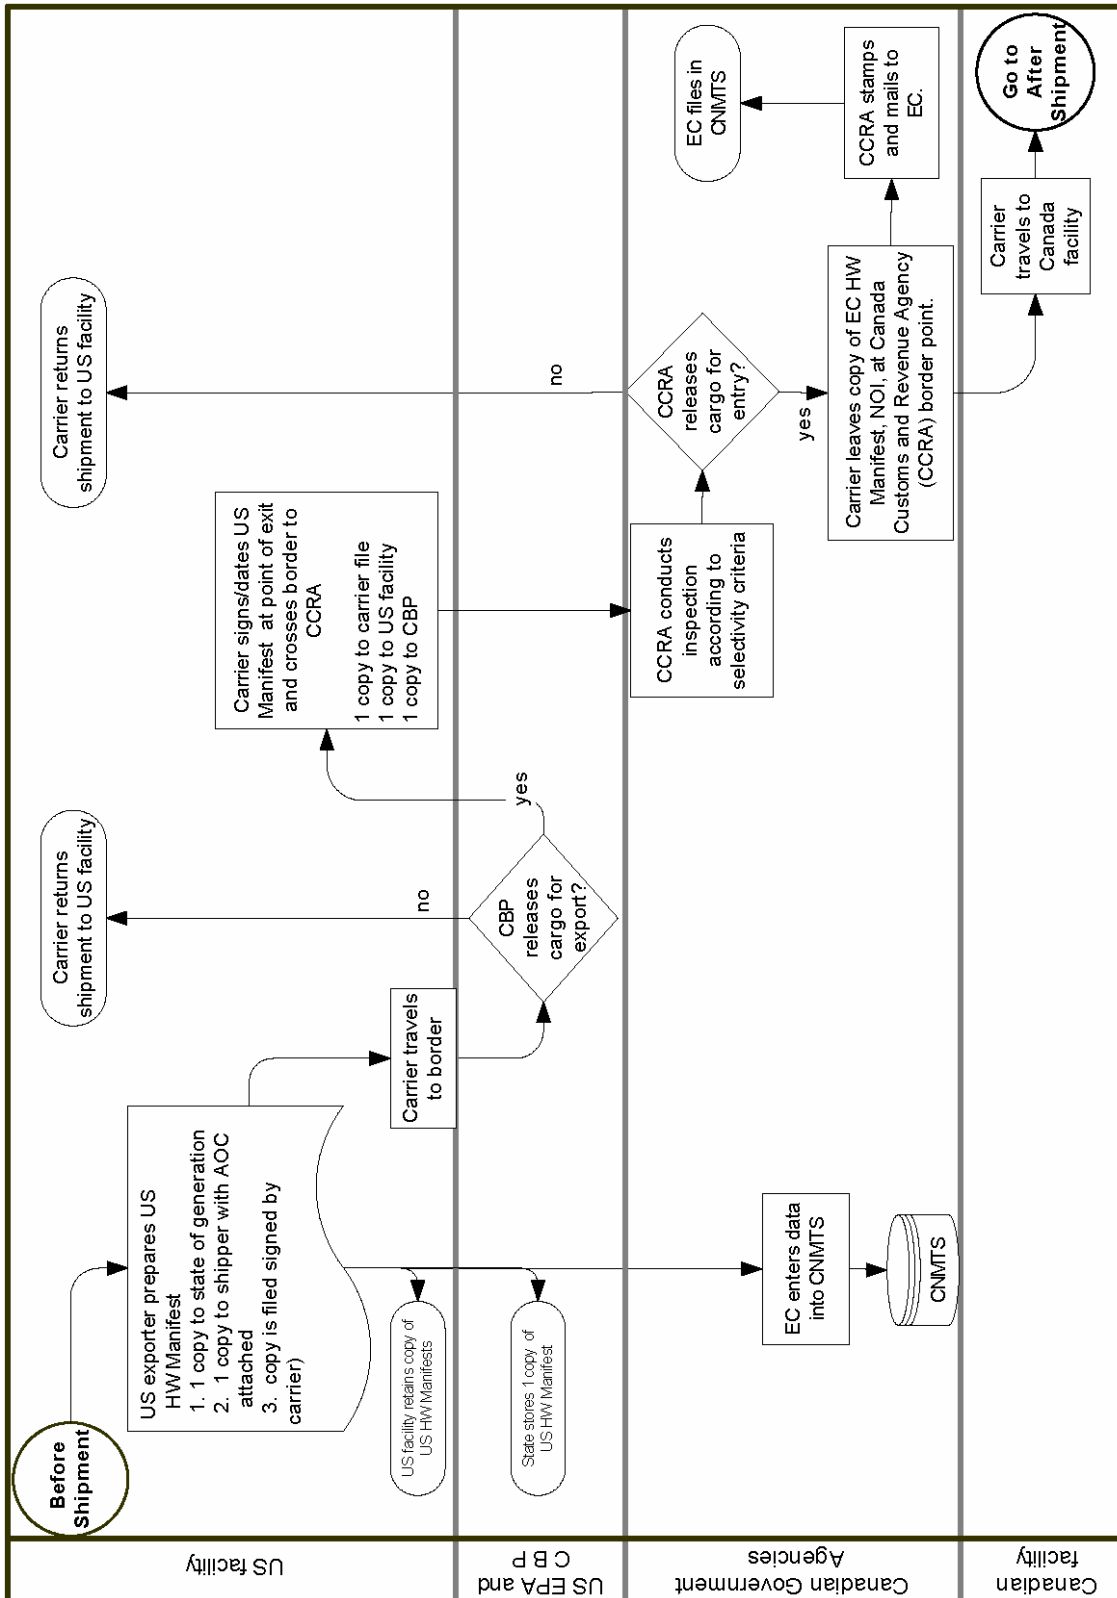 US facility
US EPA and
C B P
Canadian Government
Agencies
Canadian
facility
Before
Shipment
US exporter prepares US
HW Manifest
1. 1 copy to state of generation
2. 1 copy to shipper with AOC
attached
3. copy is filed signed by
carrier)
US facility retains copy of
US HW Manifests
State stores 1 copy of
US HW Manifest
EC enters data
into CNMTS
CNMTS
Carrier travels
to border
CBP
releases
cargo for
export?
no
Carrier returns
shipment to US facility
yes
Carrier signs/dates US
Manifest at point of exit
and crosses border to
CCRA
1 copy to carrier file
1 copy to US facility
1 copy to CBP
CCRA conducts
inspection
according to
selectivity criteria
CCRA
releases
cargo for
entry?
no
Carrier returns
shipment to US facility
yes
Carrier leaves copy of EC HW
Manifest, NOI, at Canada
Customs and Revenue Agency
(CCRA) border point.
CCRA stamps
and mails to
EC.
EC files in
CNMTS
Carrier
travels to
Canada
facility
Go to
After
Shipment